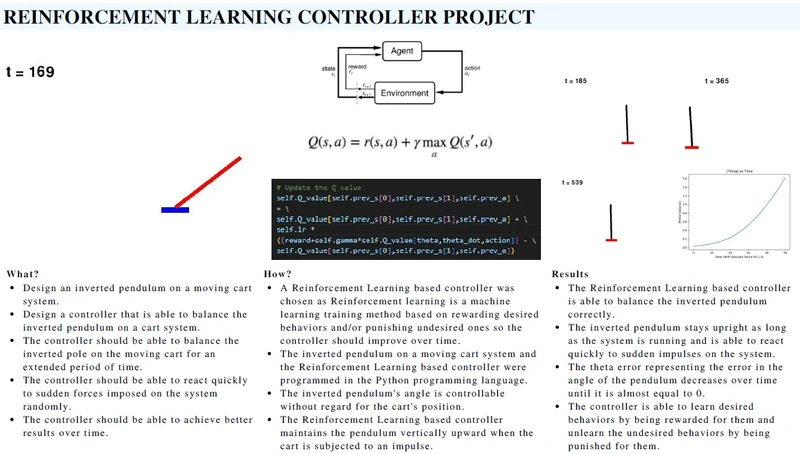 REINFORCEMENT LEARNING CONTROLLER PROJECT
t = 169
Agent
state
reward
action
Environment
Q(s, a) = r(s, a) + γ max Q(s′, a)
a
# Update the Q value
self.Q_value[self.prev_s[0],self.prev_s[1],self.prev_a] \
= \
self.Q_value[self.prev_s[0],self.prev_s[1],self.prev_a] + \
self.lr *
((reward+self.gamma*self.Q_value[theta,theta_dot,action]) - \
self.Q_value[self.prev_s[0],self.prev_s[1],self.prev_a])
t = 185
t = 365
t = 539
|Theta| vs Time
What?
• Design an inverted pendulum on a moving cart
system.
• Design a controller that is able to balance the
inverted pendulum on a cart system.
• The controller should be able to balance the
inverted pole on the moving cart for an
extended period of time.
• The controller should be able to react quickly
to sudden forces imposed on the system
randomly.
• The controller should be able to achieve better
results over time.
How?
• A Reinforcement Learning based controller was
chosen as Reinforcement learning is a machine
learning training method based on rewarding desired
behaviors and/or punishing undesired ones so the
controller should improve over time.
• The inverted pendulum on a moving cart system and
the Reinforcement Learning based controller were
programmed in the Python programming language.
• The inverted pendulum's angle is controllable
without regard for the cart's position.
• The Reinforcement Learning based controller
maintains the pendulum vertically upward when the
cart is subjected to an impulse.
Results
• The Reinforcement Learning based controller
is able to balance the inverted pendulum
correctly.
• The inverted pendulum stays upright as long
as the system is running and is able to react
quickly to sudden impulses on the system.
• The theta error representing the error in the
angle of the pendulum decreases over time
until it is almost equal to 0.
• The controller is able to learn desired
behaviors by being rewarded for them and
unlearn the undesired behaviors by being
punished for them.